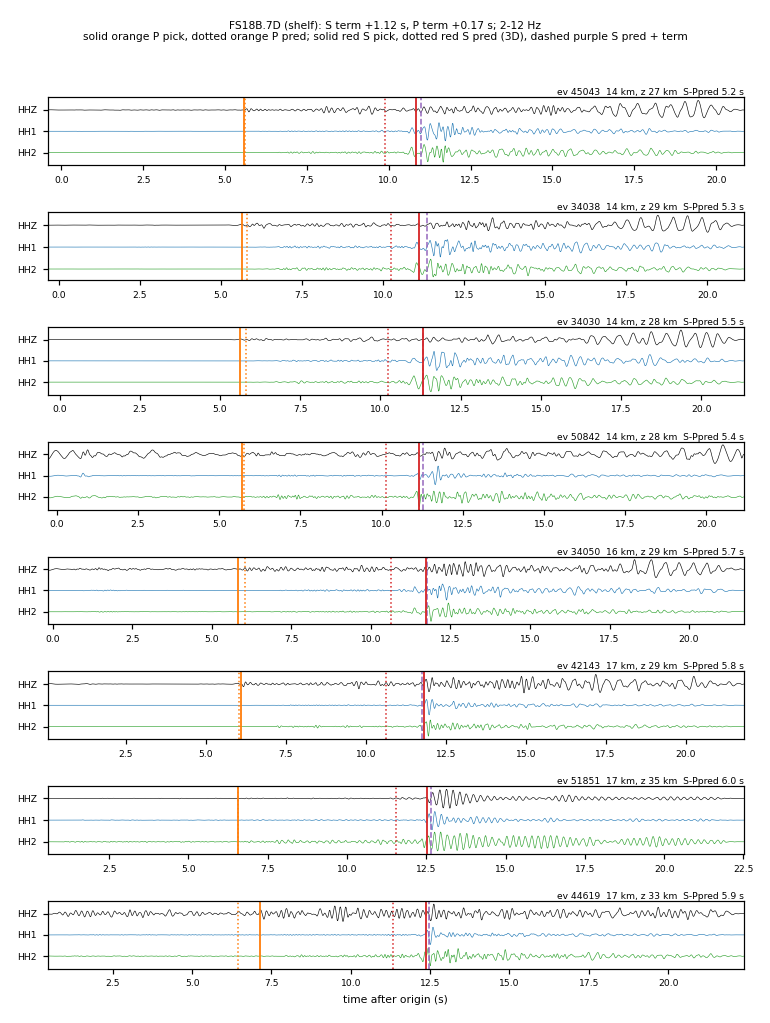 FS18B.7D (shelf): S term +1.12 s, P term +0.17 s; 2-12 Hz
solid orange P pick, dotted orange P pred; solid red S pick, dotted red S pred (3D), dashed purple S pred + term
ev 45043 14 km, z 27 km S-Ppred 5.2 s
HHZ
HH1
HH2
0.0 2.5 5.0 7.5 10.0 12.5 15.0 17.5 20.0
ev 34038 14 km, z 29 km S-Ppred 5.3 s
HHZ
HH1
HH2
0.0 2.5 5.0 7.5 10.0 12.5 15.0 17.5 20.0
ev 34030 14 km, z 28 km S-Ppred 5.5 s
HHZ
HH1
HH2
0.0 2.5 5.0 7.5 10.0 12.5 15.0 17.5 20.0
ev 50842 14 km, z 28 km S-Ppred 5.4 s
HHZ
HH1
HH2
0.0 2.5 5.0 7.5 10.0 12.5 15.0 17.5 20.0
ev 34050 16 km, z 29 km S-Ppred 5.7 s
HHZ
HH1
HH2
0.0 2.5 5.0 7.5 10.0 12.5 15.0 17.5 20.0
ev 42143 17 km, z 29 km S-Ppred 5.8 s
HHZ
HH1
HH2
2.5 5.0 7.5 10.0 12.5 15.0 17.5 20.0
ev 51851 17 km, z 35 km S-Ppred 6.0 s
HHZ
HH1
HH2
2.5 5.0 7.5 10.0 12.5 15.0 17.5 20.0 22.5
ev 44619 17 km, z 33 km S-Ppred 5.9 s
HHZ
HH1
HH2
2.5 5.0 7.5 10.0 12.5 15.0 17.5 20.0
time after origin (s)